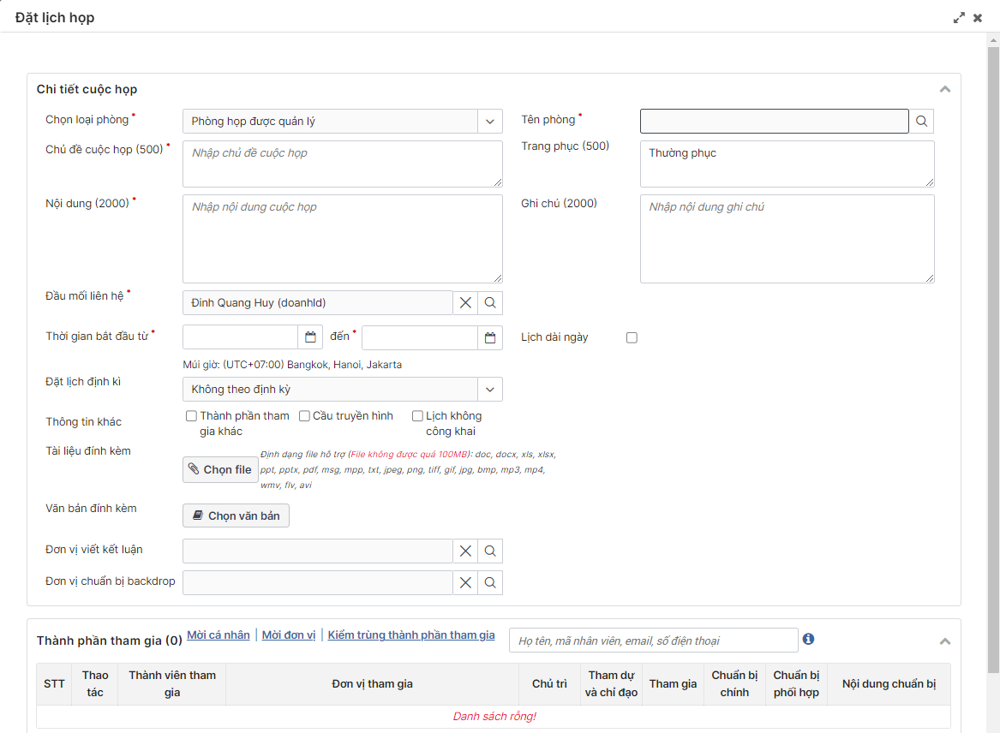 Đặt lịch họp
Chi tiết cuộc họp
Chọn loại phòng *
Phòng họp được quản lý
Tên phòng *
Chủ đề cuộc họp (500) *
Nhập chủ đề cuộc họp
Trang phục (500)
Thường phục
Nội dung (2000) *
Nhập nội dung cuộc họp
Ghi chú (2000)
Nhập nội dung ghi chú
Đầu mối liên hệ *
Đinh Quang Huy (doanhld)
Thời gian bắt đầu từ *
đến *
Lịch dài ngày
Múi giờ: (UTC+07:00) Bangkok, Hanoi, Jakarta
Đặt lịch định kì
Không theo định kỳ
Thông tin khác
Thành phần tham
gia khác
Cầu truyền hình
Lịch không
công khai
Tài liệu đính kèm
Chọn file
Định dạng file hỗ trợ (File không được quá 100MB): doc, docx, xls, xlsx,
ppt, pptx, pdf, msg, mpp, txt, jpeg, png, tiff, gif, jpg, bmp, mp3, mp4,
wmv, flv, avi
Văn bản đính kèm
Chọn văn bản
Đơn vị viết kết luận
Đơn vị chuẩn bị backdrop
Thành phần tham gia (0)
Mời cá nhân | Mời đơn vị | Kiểm trùng thành phần tham gia
Họ tên, mã nhân viên, email, số điện thoại
STT
Thao
tác
Thành viên tham
gia
Đơn vị tham gia
Chủ trì
Tham dự
và chỉ đạo
Tham gia
Chuẩn bị
chính
Chuẩn bị
phối hợp
Nội dung chuẩn bị
Danh sách rỗng!